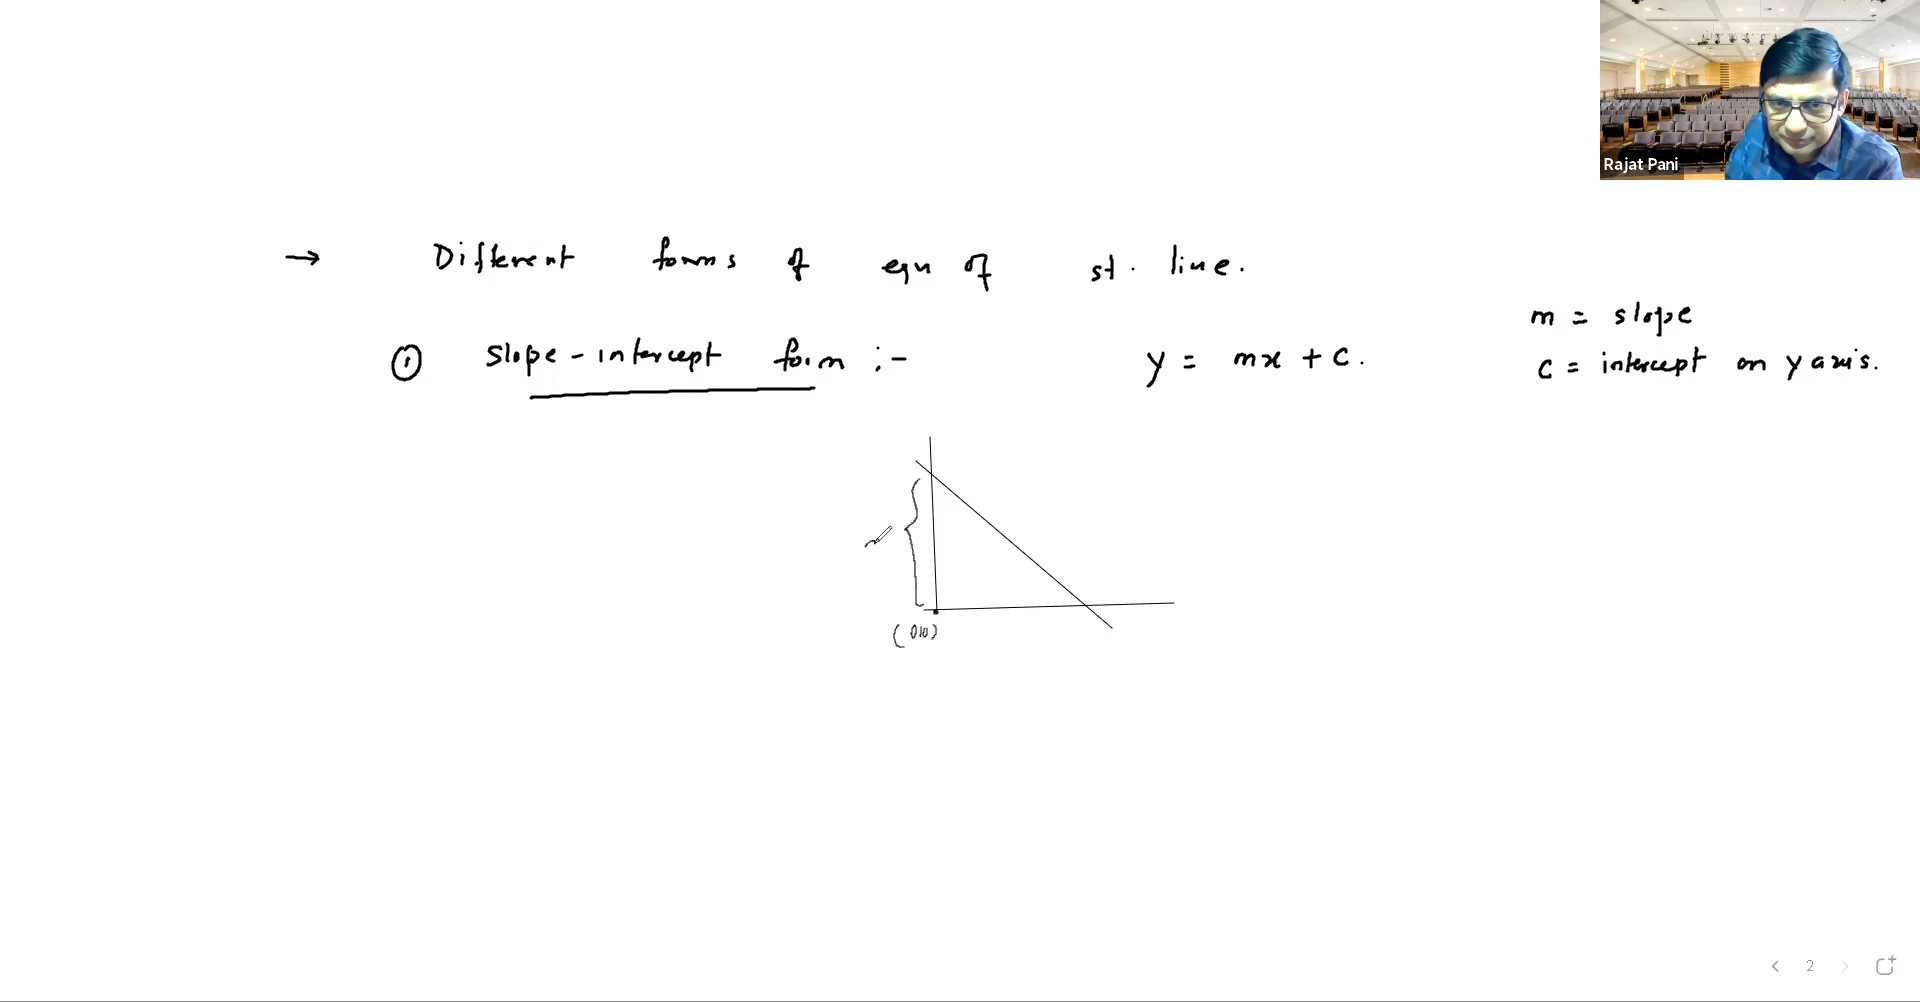 Rajat Pani
→ Different forms of eqn of st. line.
① Slope-intercept form :- y = mx + c.
m = slope
c = intercept on y axis.
(0,0)
2